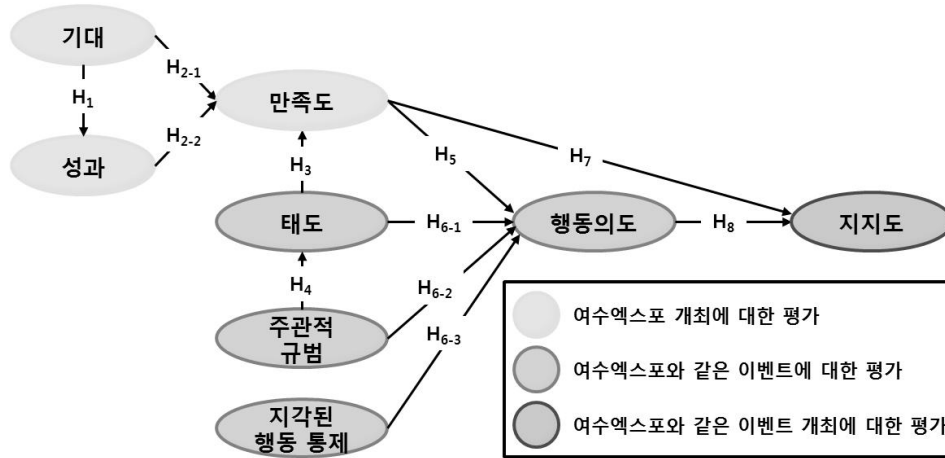 기대
H2-1
H1
만족도
H2-2
성과
H3
H5
H7
태도
H6-1
행동의도
H8
지지도
H4
H6-2
주관적
규범
H6-3
지각된
행동 통제
여수엑스포 개최에 대한 평가
여수엑스포와 같은 이벤트에 대한 평가
여수엑스포와 같은 이벤트 개최에 대한 평가